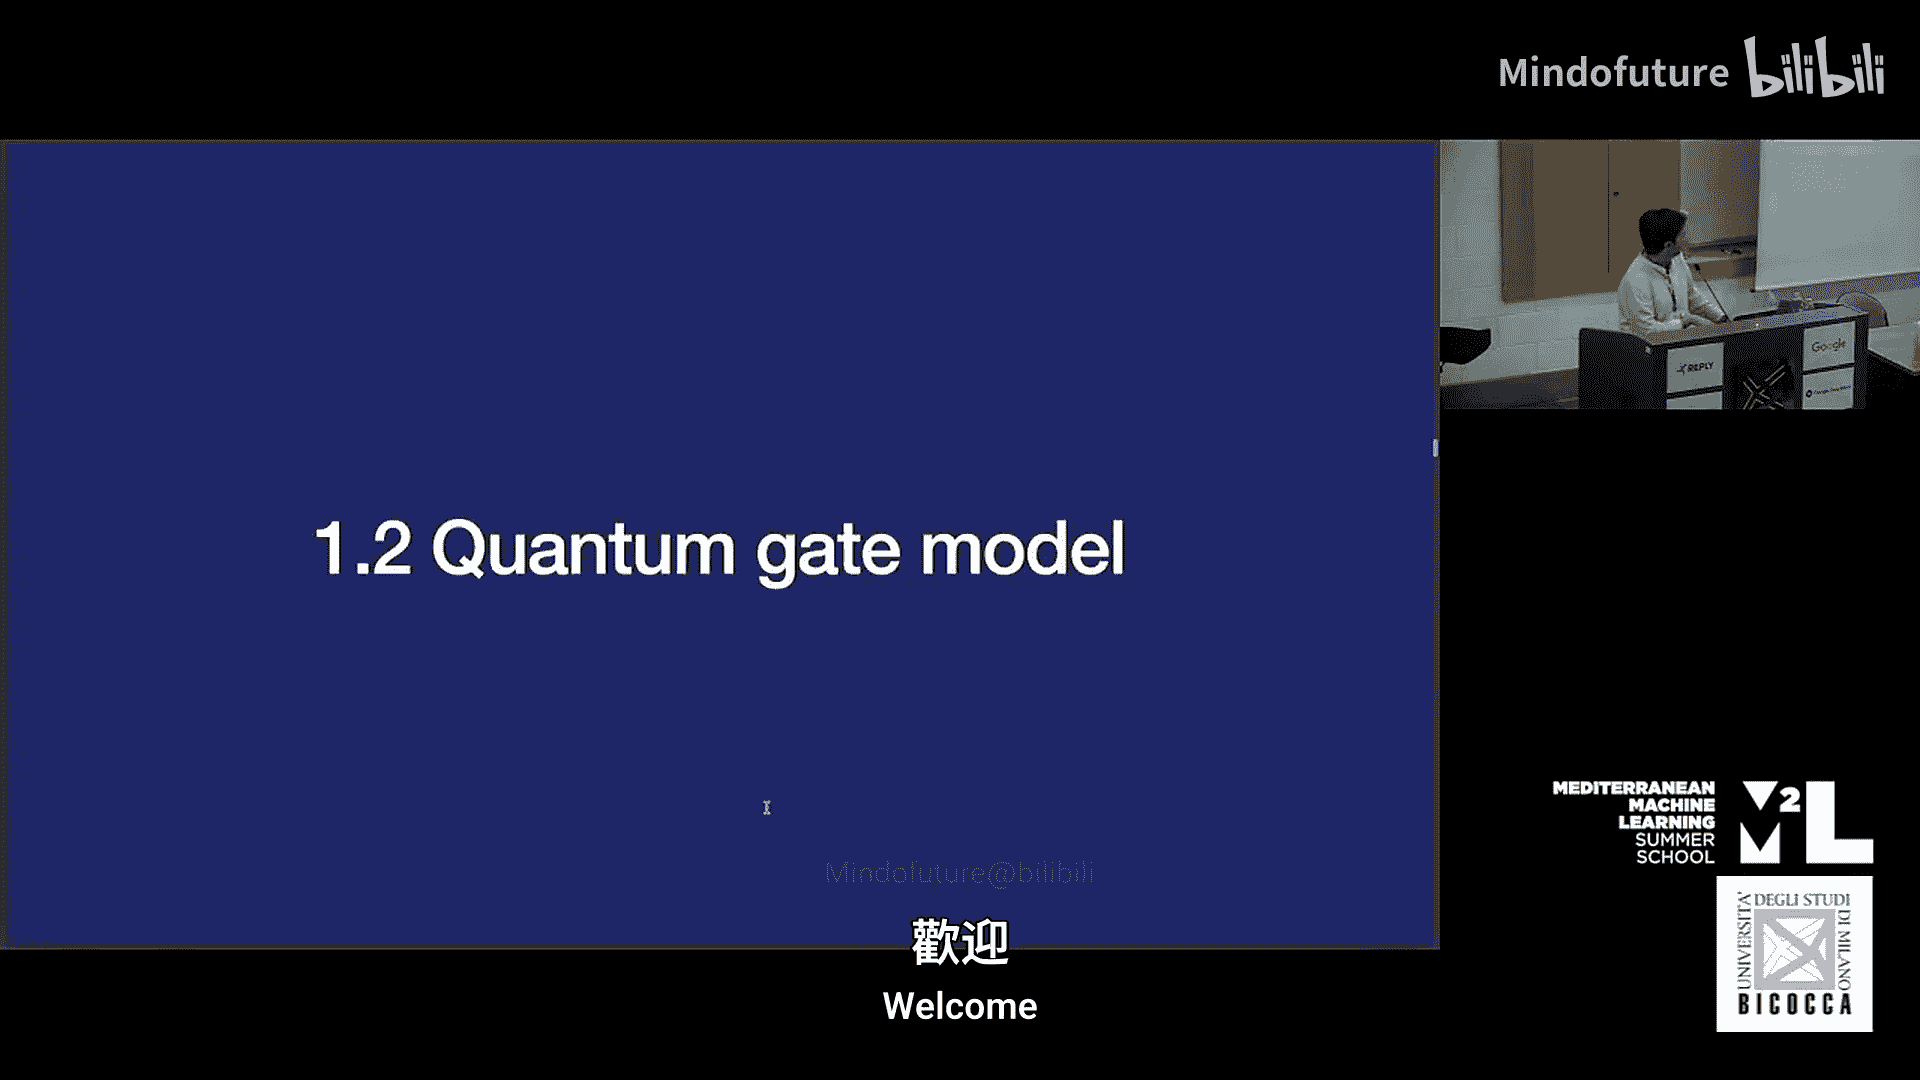 Mindofuture bilibili
REPLY
Google
1.2 Quantum gate model
MEDITERRANEAN
MACHINE
LEARNING
SUMMER
SCHOOL
M2L
Mindofuture@bilibili
UNIVERSITA'
DEGLI STUDI
DI MILANO
BICOCCA
歡迎
Welcome